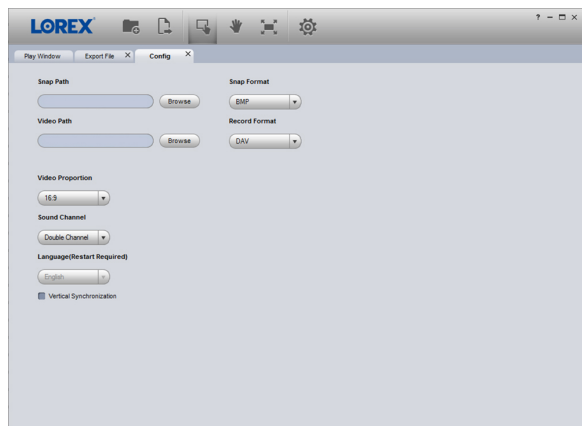 LOREX
?
Play Window Export File X Config X
Snap Path Snap Format
Browse BMP
Video Path Record Format
Browse DAV
Video Proportion
16:9
Sound Channel
Double Channel
Language(Restart Required)
English
Vertical Synchronization